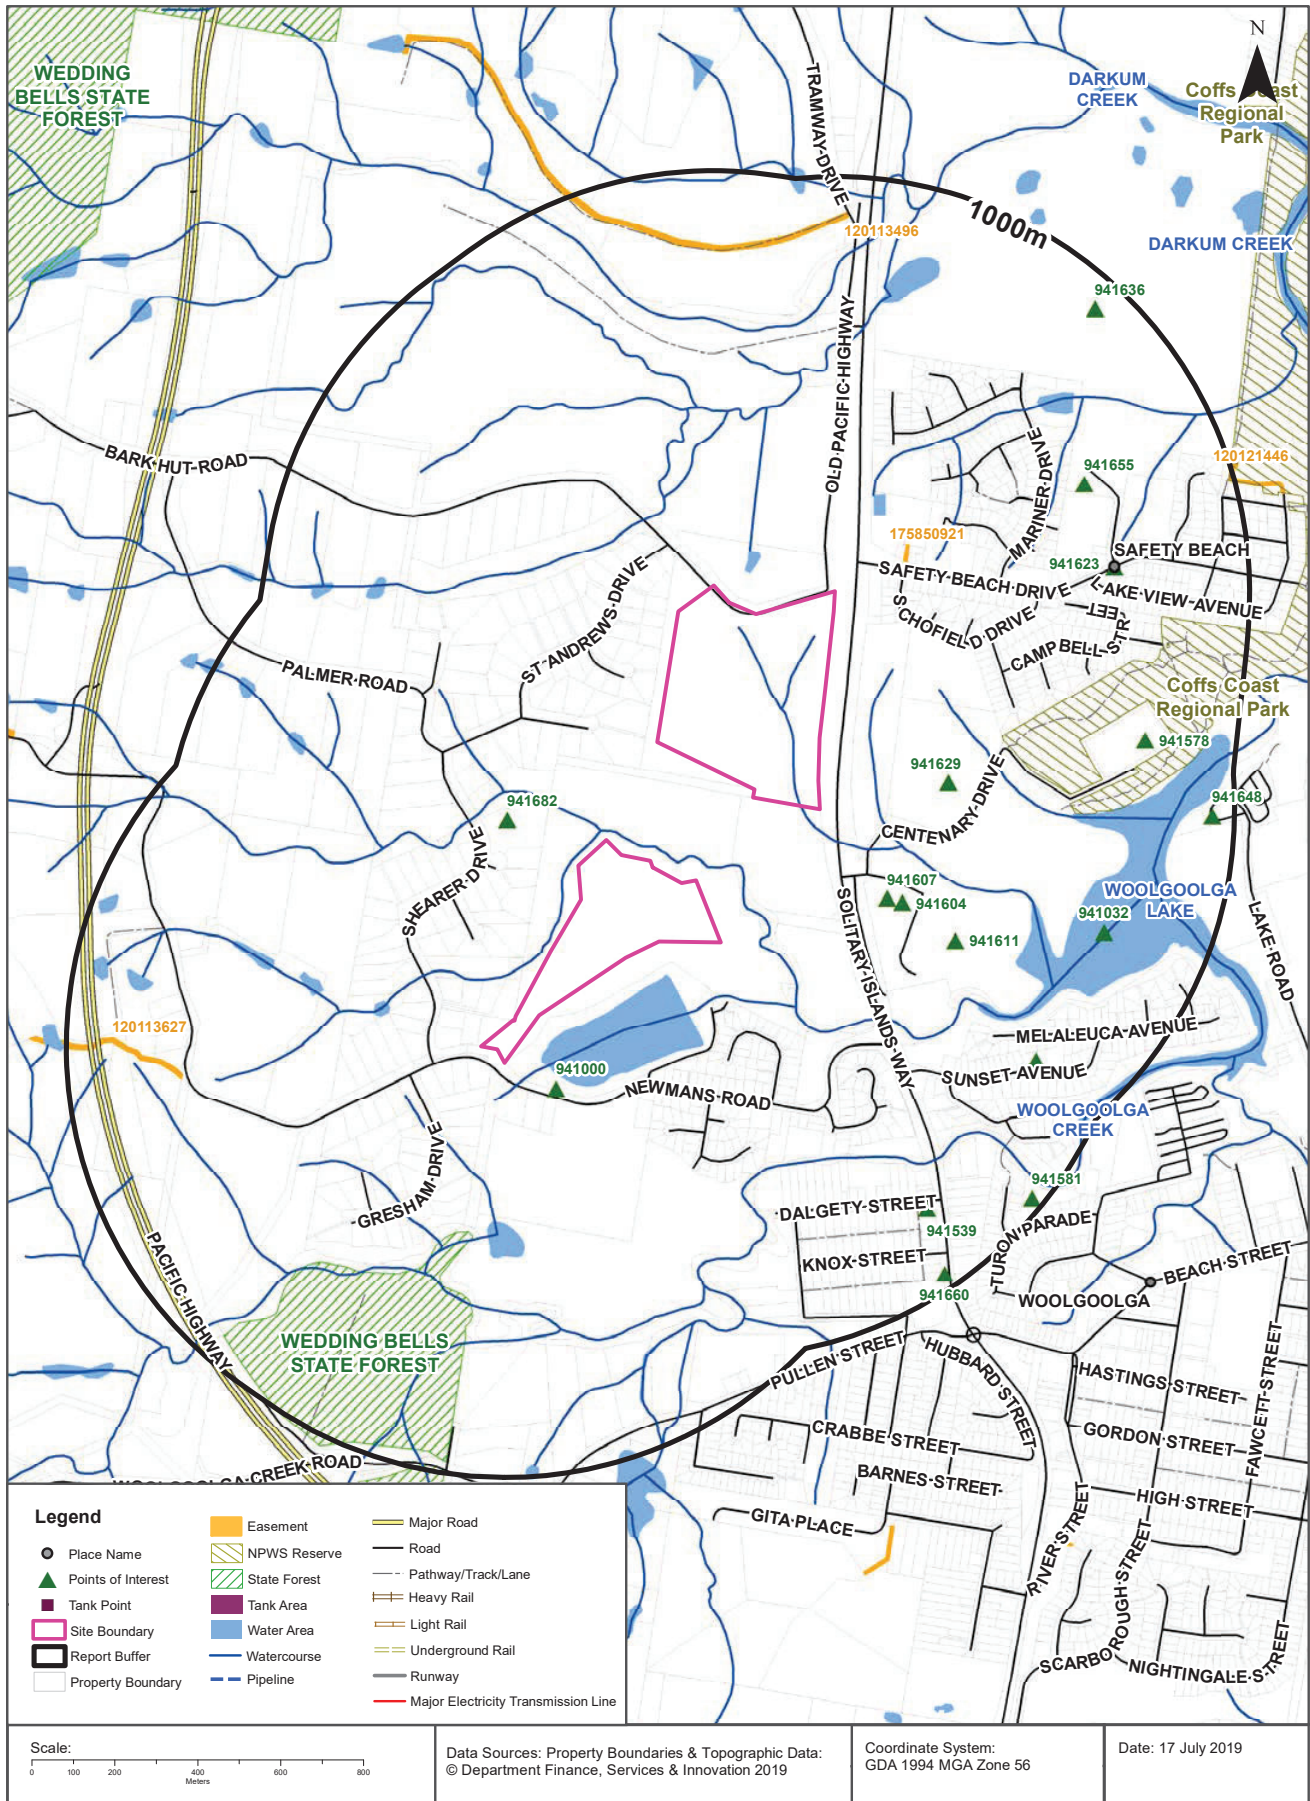 N
WEDDING
BELLS STATE
FOREST
DARKUM
CREEK
Coffs Coast
Regional
Park
TRAMWAY DRIVE
1000m
120113496
DARKUM CREEK
941636
OLD PACIFIC HIGHWAY
BARK HUT ROAD
MARINER DRIVE
941655
120121446
175850921
SAFETY BEACH
941623
SAFETY BEACH DRIVE
LAKE VIEW AVENUE
SCHOFIELD DRIVE
STREET
CAMPBELL
ST ANDREWS DRIVE
PALMER ROAD
Coffs Coast
Regional Park
941578
941629
941682
941648
CENTENARY DRIVE
SHEARER DRIVE
941607
941604
WOOLGOOLGA
LAKE
941032
941611
SOLITARY ISLANDS WAY
LAKE ROAD
120113627
MELALEUCA AVENUE
941000
SUNSET AVENUE
NEWMANS ROAD
WOOLGOOLGA
CREEK
GRESHAM DRIVE
941581
DALGETY STREET
941539
TURON PARADE
KNOX STREET
BEACH STREET
941660
WOOLGOOLGA
PACIFIC HIGHWAY
WEDDING BELLS
STATE FOREST
PULLEN STREET
HUBBARD STREET
HASTINGS STREET
FAWCETT STREET
CRABBE STREET
GORDON STREET
WOOLGOOLGA CREEK ROAD
BARNES STREET
HIGH STREET
GITA PLACE
RIVER STREET
SCARBOROUGH STREET
NIGHTINGALE STREET
Legend
Place Name
Points of Interest
Tank Point
Site Boundary
Report Buffer
Property Boundary
Easement
NPWS Reserve
State Forest
Tank Area
Water Area
Watercourse
Pipeline
Major Road
Road
Pathway/Track/Lane
Heavy Rail
Light Rail
Underground Rail
Runway
Major Electricity Transmission Line
Scale:
0 100 200 400 600 800
Meters
Data Sources: Property Boundaries & Topographic Data:
© Department Finance, Services & Innovation 2019
Coordinate System:
GDA 1994 MGA Zone 56
Date: 17 July 2019